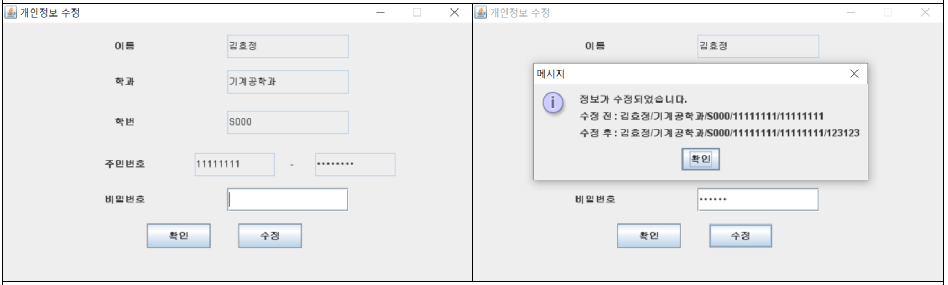 개인정보 수정
이름 김효정
학과 기계공학과
학번 S000
주민번호 11111111 - ••••••••
비밀번호
확인 수정
개인정보 수정
이름 김효정
메시지
정보가 수정되었습니다.
수정 전 : 김효정/기계공학과/S000/11111111/11111111
수정 후 : 김효정/기계공학과/S000/11111111/11111111/123123
확인
비밀번호 ••••••
확인 수정